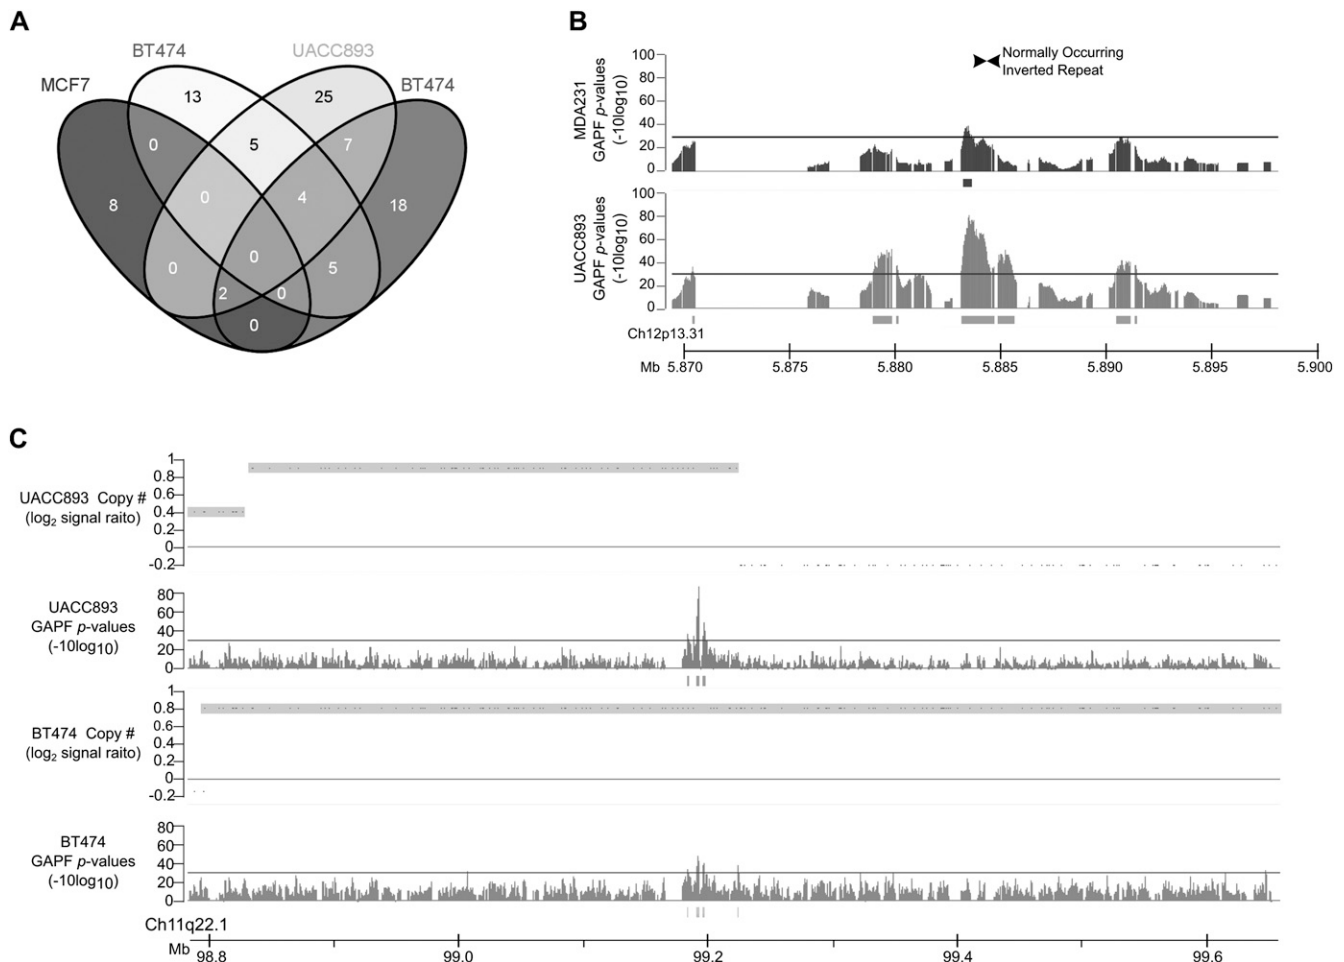 A
BT474
UACC893
MCF7
BT474
13
25
0
5
7
8
0
4
18
0
0
5
2
0
0
B
Normally Occurring
Inverted Repeat
MDA231
GAPF p-values
(-10log10)
100
80
60
40
20
0
UACC893
GAPF p-values
(-10log10)
100
80
60
40
20
0
Ch12p13.31
Mb
5.870
5.875
5.880
5.885
5.890
5.895
5.900
C
UACC893 Copy #
(log2 signal raito)
1
0.8
0.6
0.4
0.2
0
-0.2
UACC893
GAPF p-values
(-10log10)
80
60
40
20
0
BT474 Copy #
(log2 signal raito)
1
0.8
0.6
0.4
0.2
0
-0.2
BT474
GAPF p-values
(-10log10)
80
60
40
20
0
Ch11q22.1
Mb
98.8
99.0
99.2
99.4
99.6